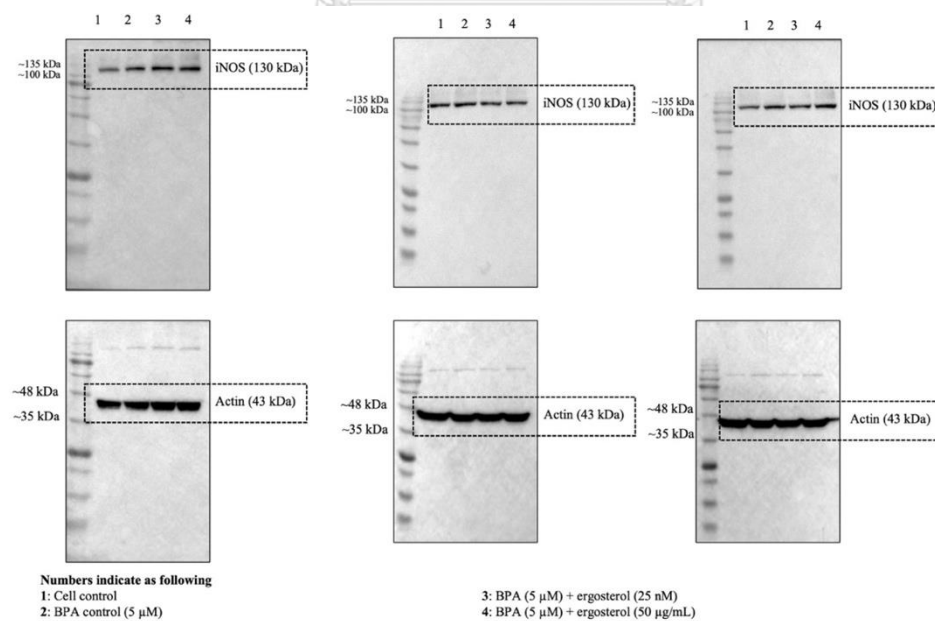 1 2 3 4
1 2 3 4
1 2 3 4
~135 kDa
~100 kDa
iNOS (130 kDa)
~135 kDa
~100 kDa
iNOS (130 kDa)
~135 kDa
~100 kDa
iNOS (130 kDa)
~48 kDa
~35 kDa
Actin (43 kDa)
~48 kDa
~35 kDa
Actin (43 kDa)
~48 kDa
~35 kDa
Actin (43 kDa)
Numbers indicate as following
1: Cell control
2: BPA control (5 µM)
3: BPA (5 µM) + ergosterol (25 nM)
4: BPA (5 µM) + ergosterol (50 µg/mL)